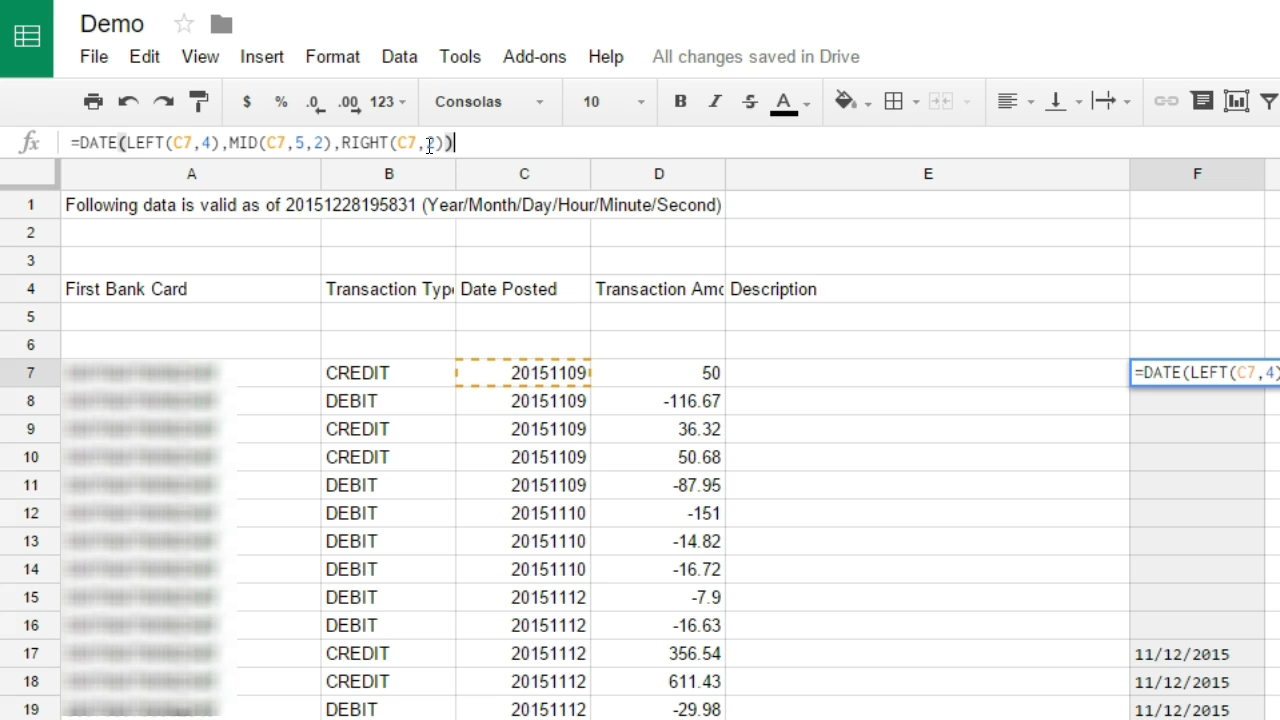 Demo
File Edit View Insert Format Data Tools Add-ons Help All changes saved in Drive
$ % .0 .00 123 Consolas 10 B I S A
fx =DATE(LEFT(C7,4),MID(C7,5,2),RIGHT(C7,2))
A B C D E F
1 Following data is valid as of 20151228195831 (Year/Month/Day/Hour/Minute/Second)
2
3
4 First Bank Card Transaction Type Date Posted Transaction Amo Description
5
6
7 CREDIT 20151109 50 =DATE(LEFT(C7,4)
8 DEBIT 20151109 -116.67
9 CREDIT 20151109 36.32
10 CREDIT 20151109 50.68
11 DEBIT 20151109 -87.95
12 DEBIT 20151110 -151
13 DEBIT 20151110 -14.82
14 DEBIT 20151110 -16.72
15 DEBIT 20151112 -7.9
16 DEBIT 20151112 -16.63
17 CREDIT 20151112 356.54 11/12/2015
18 CREDIT 20151112 611.43 11/12/2015
19 DEBIT 20151112 -29.98 11/12/2015